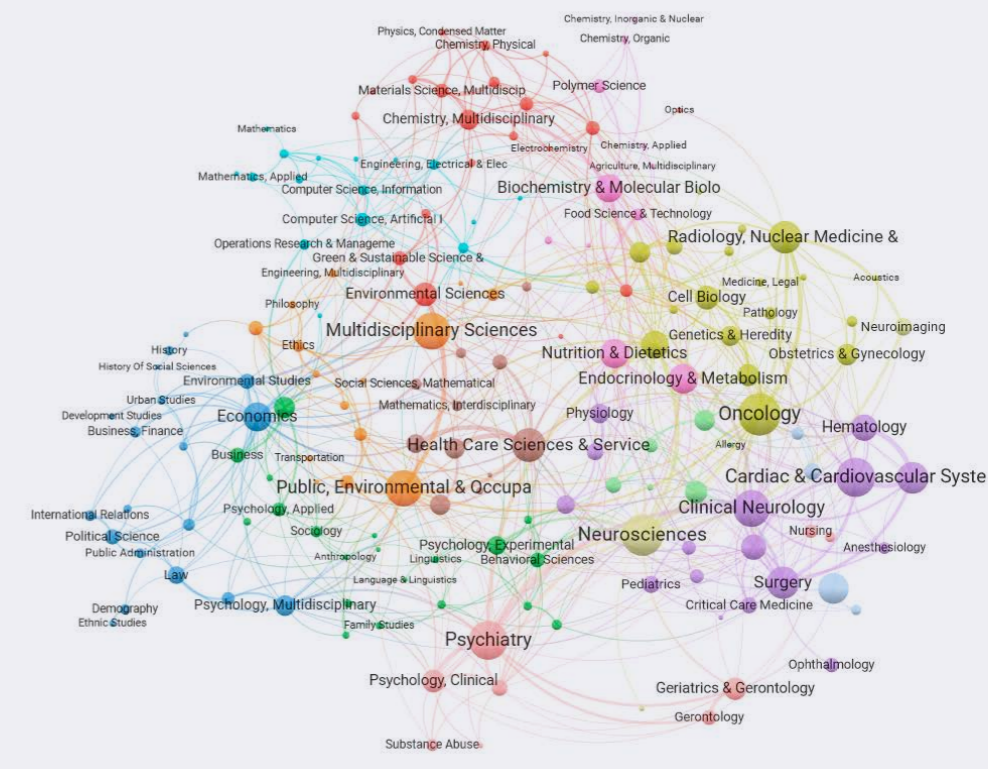 Chemistry, Inorganic & Nuclear
Physics, Condensed Matter
Chemistry, Organic
Chemistry, Physical
Polymer Science
Materials Science, Multidiscip
Optics
Chemistry, Multidisciplinary
Mathematics
Electrochemistry
Chemistry, Applied
Engineering, Electrical & Elec
Agriculture, Multidisciplinary
Mathematics, Applied
Computer Science, Information
Biochemistry & Molecular Biolo
Food Science & Technology
Computer Science, Artificial I
Radiology, Nuclear Medicine &
Operations Research & Manageme
Green & Sustainable Science &
Engineering, Multidisciplinary
Medicine, Legal
Acoustics
Environmental Sciences
Cell Biology
Philosophy
Pathology
Multidisciplinary Sciences
Neuroimaging
Genetics & Heredity
Ethics
History
Nutrition & Dietetics
Obstetrics & Gynecology
History Of Social Sciences
Environmental Studies
Social Sciences, Mathematical
Endocrinology & Metabolism
Urban Studies
Mathematics, Interdisciplinary
Development Studies
Economics
Physiology
Oncology
Business, Finance
Hematology
Health Care Sciences & Service
Allergy
Business
Transportation
Cardiac & Cardiovascular Syste
Public, Environmental & Occupa
Psychology, Applied
Clinical Neurology
International Relations
Sociology
Nursing
Political Science
Neurosciences
Psychology, Experimental
Anesthesiology
Public Administration
Anthropology
Linguistics
Behavioral Sciences
Law
Language & Linguistics
Pediatrics
Surgery
Psychology, Multidisciplinary
Critical Care Medicine
Demography
Ethnic Studies
Family Studies
Psychiatry
Ophthalmology
Psychology, Clinical
Geriatrics & Gerontology
Gerontology
Substance Abuse